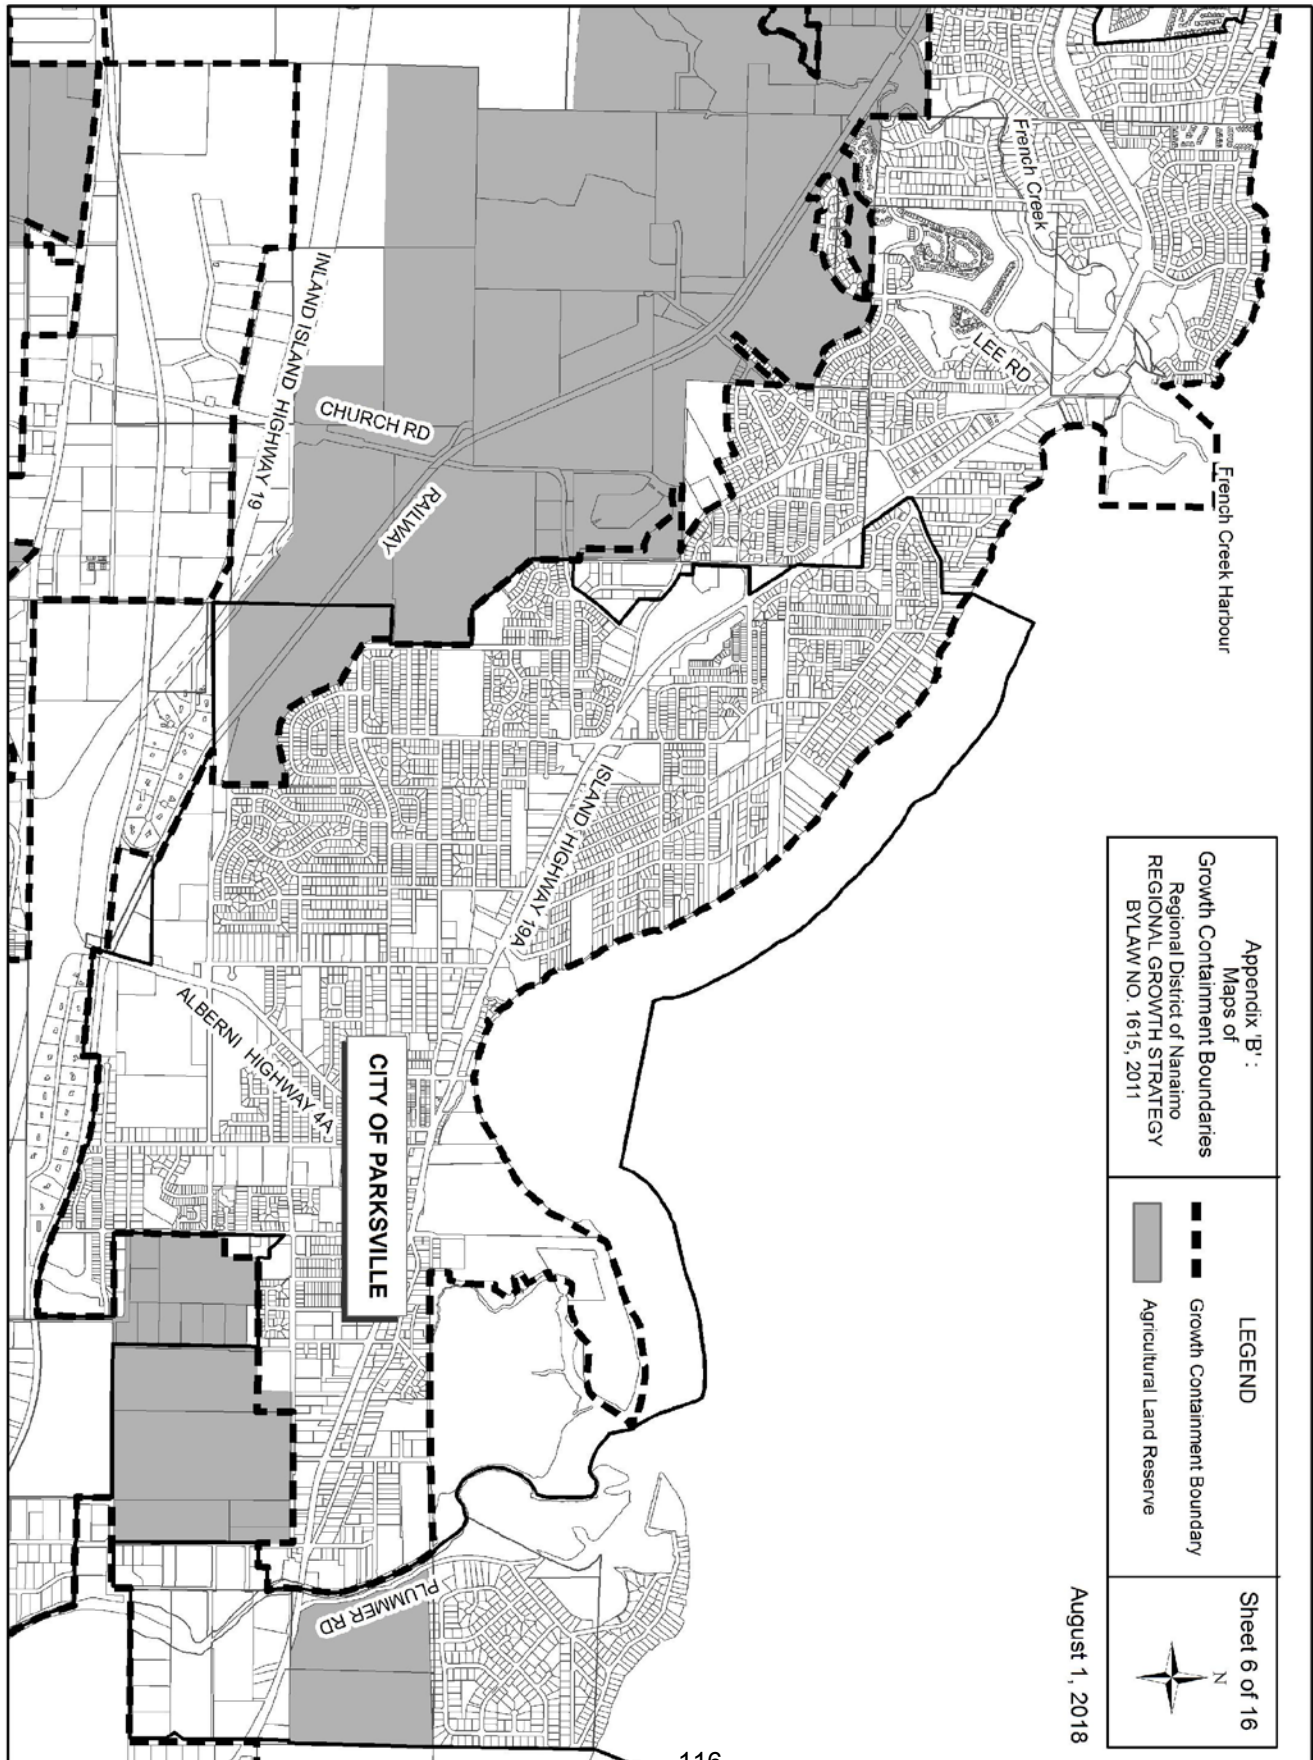 Appendix 'B' :
Maps of
Growth Containment Boundaries
Regional District of Nanaimo
REGIONAL GROWTH STRATEGY
BYLAW NO. 1615, 2011
LEGEND
Growth Containment Boundary
Agricultural Land Reserve
Sheet 6 of 16
N
August 1, 2018
French Creek
LEE RD
French Creek Harbour
INLAND ISLAND HIGHWAY 19
CHURCH RD
RAILWAY
ISLAND HIGHWAY 19A
ALBERNI HIGHWAY 4A
CITY OF PARKSVILLE
PLUMMER RD
116